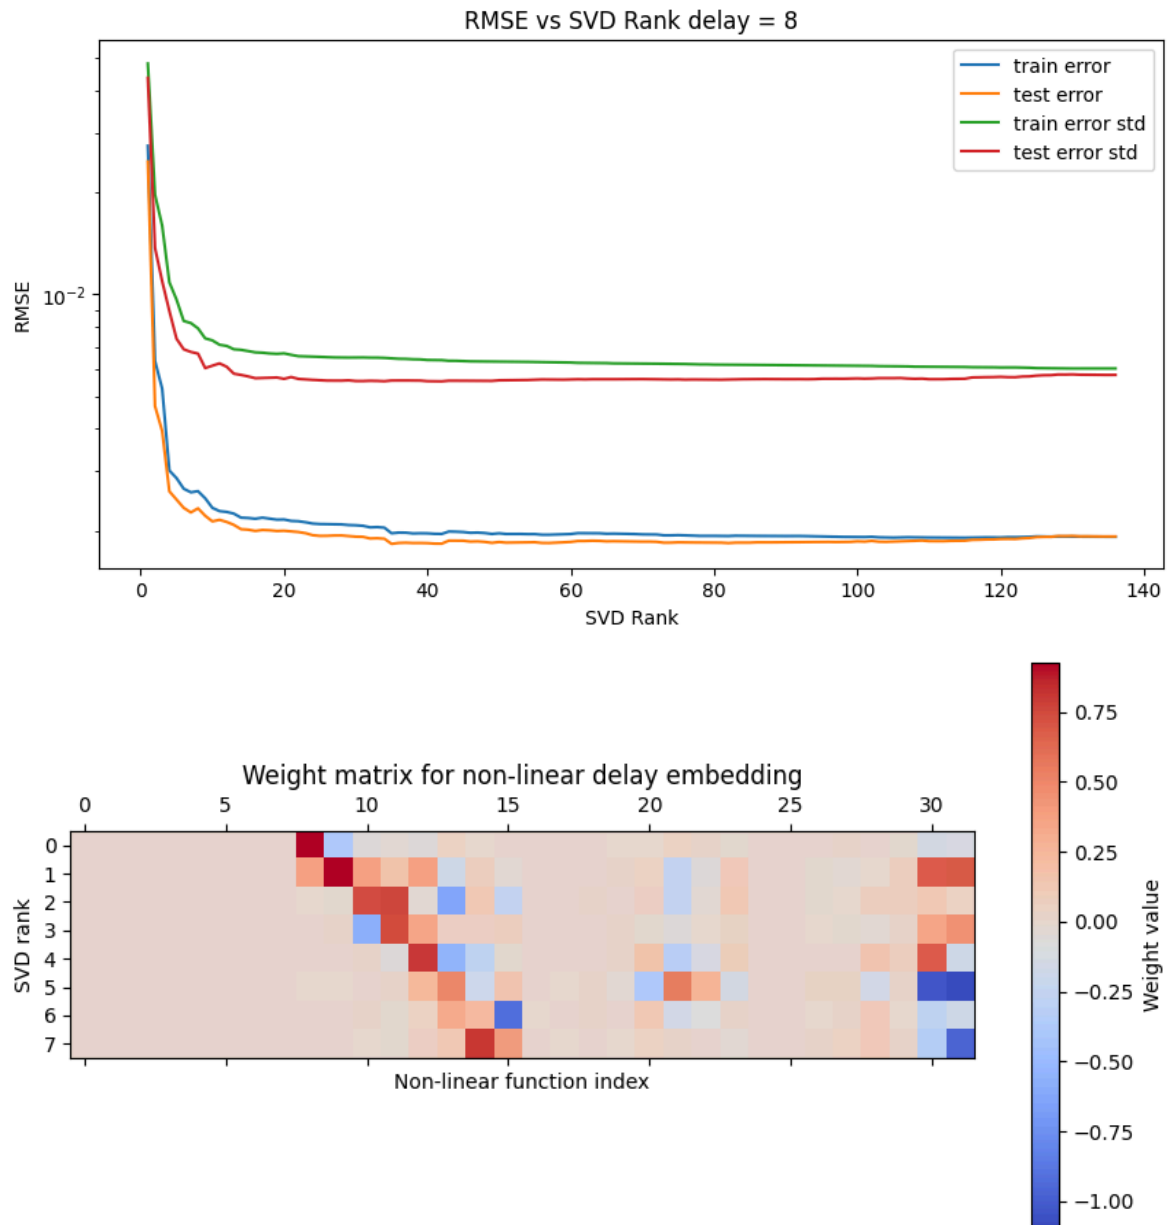 RMSE vs SVD Rank delay = 8
train error
test error
train error std
test error std
RMSE
10⁻²
0 20 40 60 80 100 120 140
SVD Rank
Weight matrix for non-linear delay embedding
0 5 10 15 20 25 30
SVD rank
0
1
2
3
4
5
6
7
Non-linear function index
0.75
0.50
0.25
0.00
−0.25
−0.50
−0.75
−1.00
Weight value